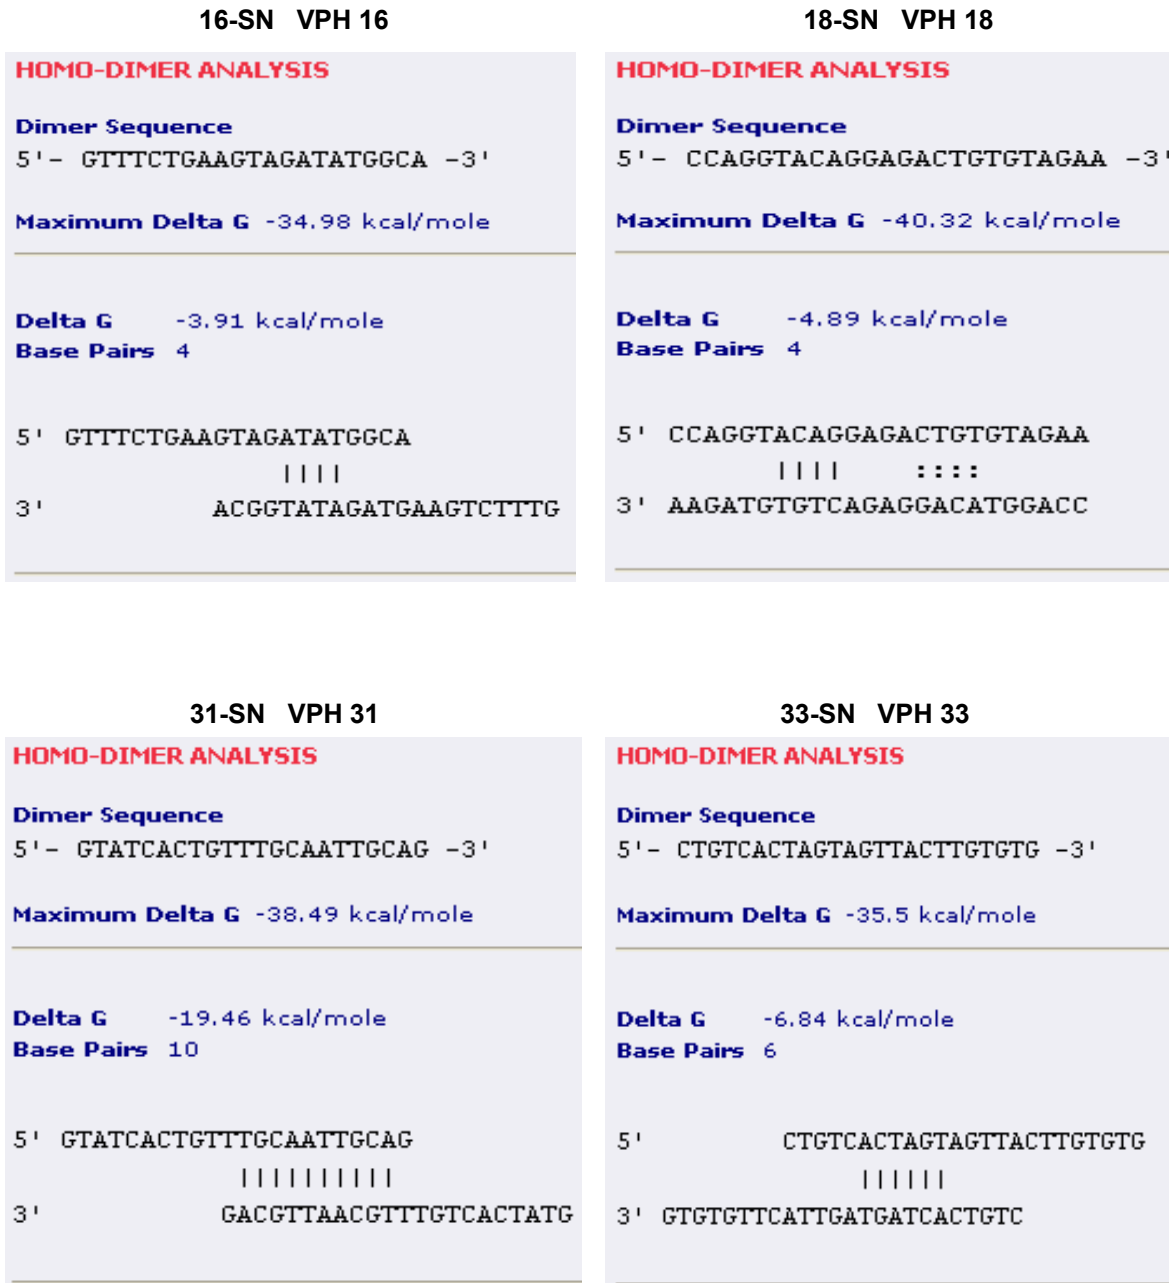 16-SN VPH 16
HOMO-DIMER ANALYSIS
Dimer Sequence
5'- GTTTCTGAAGTAGATATGGCA -3'
Maximum Delta G -34.98 kcal/mole
Delta G -3.91 kcal/mole
Base Pairs 4
5' GTTTCTGAAGTAGATATGGCA
||||
3' ACGGTATAGATGAAGTCTTTG
18-SN VPH 18
HOMO-DIMER ANALYSIS
Dimer Sequence
5'- CCAGGTACAGGAGACTGTGTAGAA -3'
Maximum Delta G -40.32 kcal/mole
Delta G -4.89 kcal/mole
Base Pairs 4
5' CCAGGTACAGGAGACTGTGTAGAA
|||| ::::
3' AAGATGTGTCAGAGGACATGGACC
31-SN VPH 31
HOMO-DIMER ANALYSIS
Dimer Sequence
5'- GTATCACTGTTTGCAATTGCAG -3'
Maximum Delta G -38.49 kcal/mole
Delta G -19.46 kcal/mole
Base Pairs 10
5' GTATCACTGTTTGCAATTGCAG
||||||||||
3' GACGTTAACGTTTGTCACTATG
33-SN VPH 33
HOMO-DIMER ANALYSIS
Dimer Sequence
5'- CTGTCACTAGTAGTTACTTGTGTG -3'
Maximum Delta G -35.5 kcal/mole
Delta G -6.84 kcal/mole
Base Pairs 6
5' CTGTCACTAGTAGTTACTTGTGTG
||||||
3' GTGTGTTCATTGATGATCACTGTC